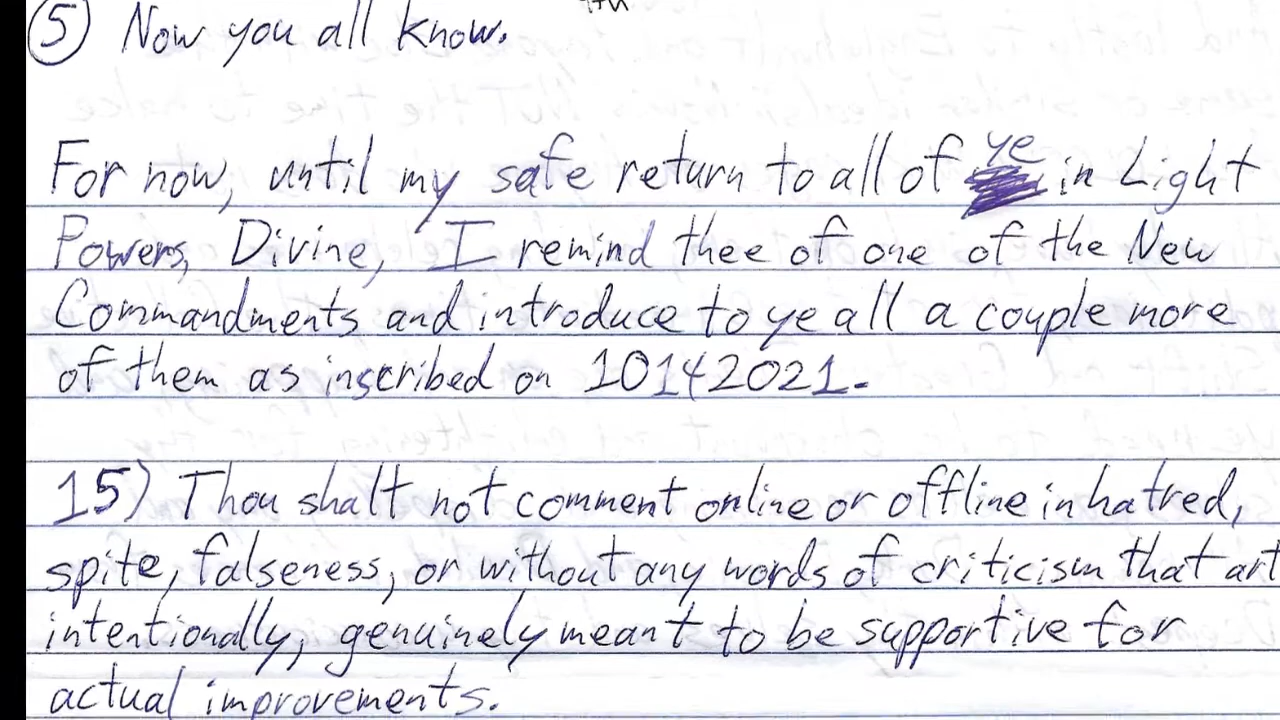 ⑤ Now you all know.
For now, until my safe return to all of ye in Light
Powers, Divine, I remind thee of one of the New
Commandments and introduce to ye all a couple more
of them as inscribed on 10142021.
15) Thou shalt not comment online or offline in hatred,
spite, falseness, or without any words of criticism that art
intentionally, genuinely meant to be supportive for
actual improvements.